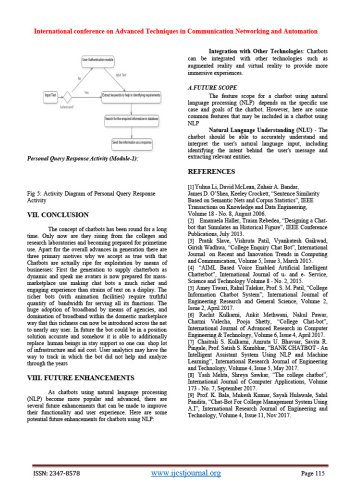 International conference on Advanced Techniques in Communication Networking and Automation
User Authentication module
Input Text
Extract keywords to help in identifying requirements
Search for the required information in database
Send the information as a response
Personal Query Response Activity (Module-1):
Fig 5: Activity Diagram of Personal Query Response
Activity
VII. CONCLUSION
The concept of chatbots has been round for a long
time. Only now are they rising from the colleges and
research laboratories and becoming prepared for primetime
use. Apart for the overall advances in generation there are
three primary motives why we accept as true with that
Chatbots are actually ripe for exploitation by means of
businesses: First the generation to supply chatterbots as
dynamic and speak me avatars is now prepared for mass-
marketplace use making chat bots a much richer and
engaging experience than strains of text on a display. The
richer bots (with animation facilities) require truthful
quantity of bandwidth for serving all its functions. The
huge adoption of broadband by means of agencies, and
domination of broadband within the domestic marketplace
way that this richness can now be introduced across the net
to nearly any user. In future the bot could be in a position
solution accurate and somehow it is able to additionally
replace human beings in stay support so one can shop lot
of infrastructure and aid cost. User analytics may have the
way to track in which the bot did not help and analyze
through the years.
VIII. FUTURE ENHANCEMENTS
As chatbots using natural language processing
(NLP) become more popular and advanced, there are
several future enhancements that can be made to improve
their functionality and user experience. Here are some
potential future enhancements for chatbots using NLP:
Integration with Other Technologies: Chatbots
can be integrated with other technologies such as
augmented reality and virtual reality to provide more
immersive experiences.
A.FUTURE SCOPE
The feature scope for a chatbot using natural
language processing (NLP) depends on the specific use
case and goals of the chatbot. However, here are some
common features that may be included in a chatbot using
NLP
Natural Language Understanding (NLU) – The
chatbot should be able to accurately understand and
interpret the user's natural language input, including
identifying the intent behind the user's message and
extracting relevant entities.
REFERENCES
[1] Yuhua Li, David McLean, Zuhair A. Bandar,
James D. O'Shea, Keeley Crockett, "Sentence Similarity
Based on Semantic Nets and Corpus Statistics", IEEE
Transactions on Knowledge and Data Engineering,
Volume 18 - No. 8, August 2006.
[2] Emanuela Haller, Traian Rebedea, "Designing a Chat-
bot that Simulates an Historical Figure", IEEE Conference
Publications, July 2013.
[3] Pratik Slave, Vishruta Patil, Vyankatesh Gaikwad,
Girish Wadhwa, "College Enquiry Chat Bot", International
Journal on Recent and Innovation Trends in Computing
and Communication, Volume 5, Issue 3, March 2015.
[4] "AIML Based Voice Enabled Artificial Intelligent
Chatterbot", International Journal of u- and e- Service,
Science and Technology Volume 8 - No. 2, 2015.
[5] Amey Tiwari, Rahul Talekar, Prof. S. M. Patil, "College
Information Chatbot System", International Journal of
Engineering Research and General Science, Volume 2,
Issue 2, April 2017.
[6] Rachit Kulkarni, Ankit Methwani, Nakul Pawar,
Charmi Valecha, Pooja Shetty, "College Chat-bot",
International Journal of Advanced Research in Computer
Engineering & Technology, Volume 6, Issue 4, April 2017.
[7] Chaitrali S. Kulkarni, Amruta U. Bhavsar, Savita R.
Pingale, Prof. Satish S. Kumbhar, "BANK CHATBOT - An
Intelligent Assistant System Using NLP and Machine
Learning", International Research Journal of Engineering
and Technology, Volume 4, Issue 5, May 2017.
[8] Yash Mehta, Shreya Sawkar, "The college chatbot",
International Journal of Computer Applications, Volume
173 - No. 7, September 2017.
[9] Prof. K. Bala, Mukesh Kumar, Sayali Hulawale, Sahil
Pandita, "Chat-Bot For College Management System Using
A.I", International Research Journal of Engineering and
Technology, Volume 4, Issue 11, Nov 2017.
ISSN: 2347-8578
www.ijcstjournal.org
Page 115